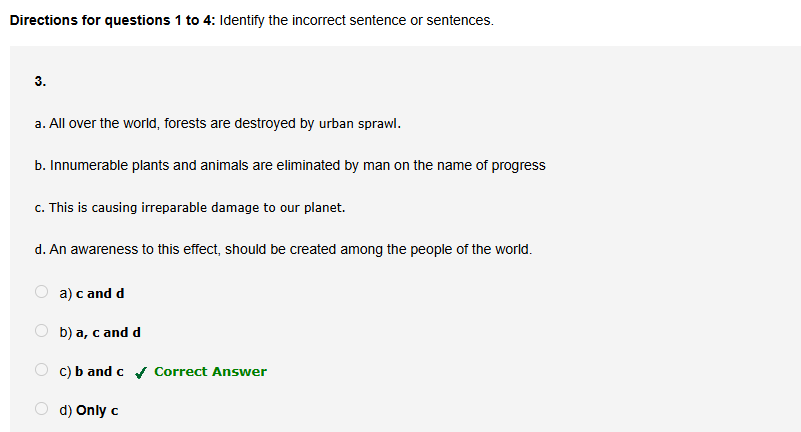 Directions for questions 1 to 4: Identify the incorrect sentence or sentences.
3.
a. All over the world, forests are destroyed by urban sprawl.
b. Innumerable plants and animals are eliminated by man on the name of progress
c. This is causing irreparable damage to our planet.
d. An awareness to this effect, should be created among the people of the world.
a) c and d
b) a, c and d
c) b and c ✓ Correct Answer
d) Only c